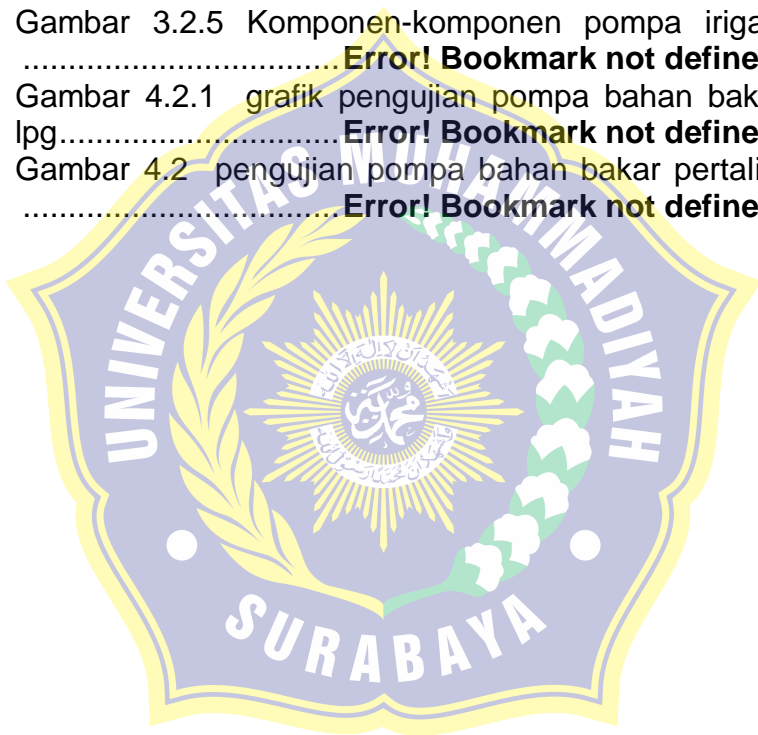 Gambar 3.2.5 Komponen-komponen pompa iriga
..................................Error! Bookmark not define
Gambar 4.2.1 grafik pengujian pompa bahan bak
lpg..............................Error! Bookmark not define
Gambar 4.2 pengujian pompa bahan bakar pertali
..................................Error! Bookmark not define
UNIVERSITAS MUHAMMADIYAH
SURABAYA